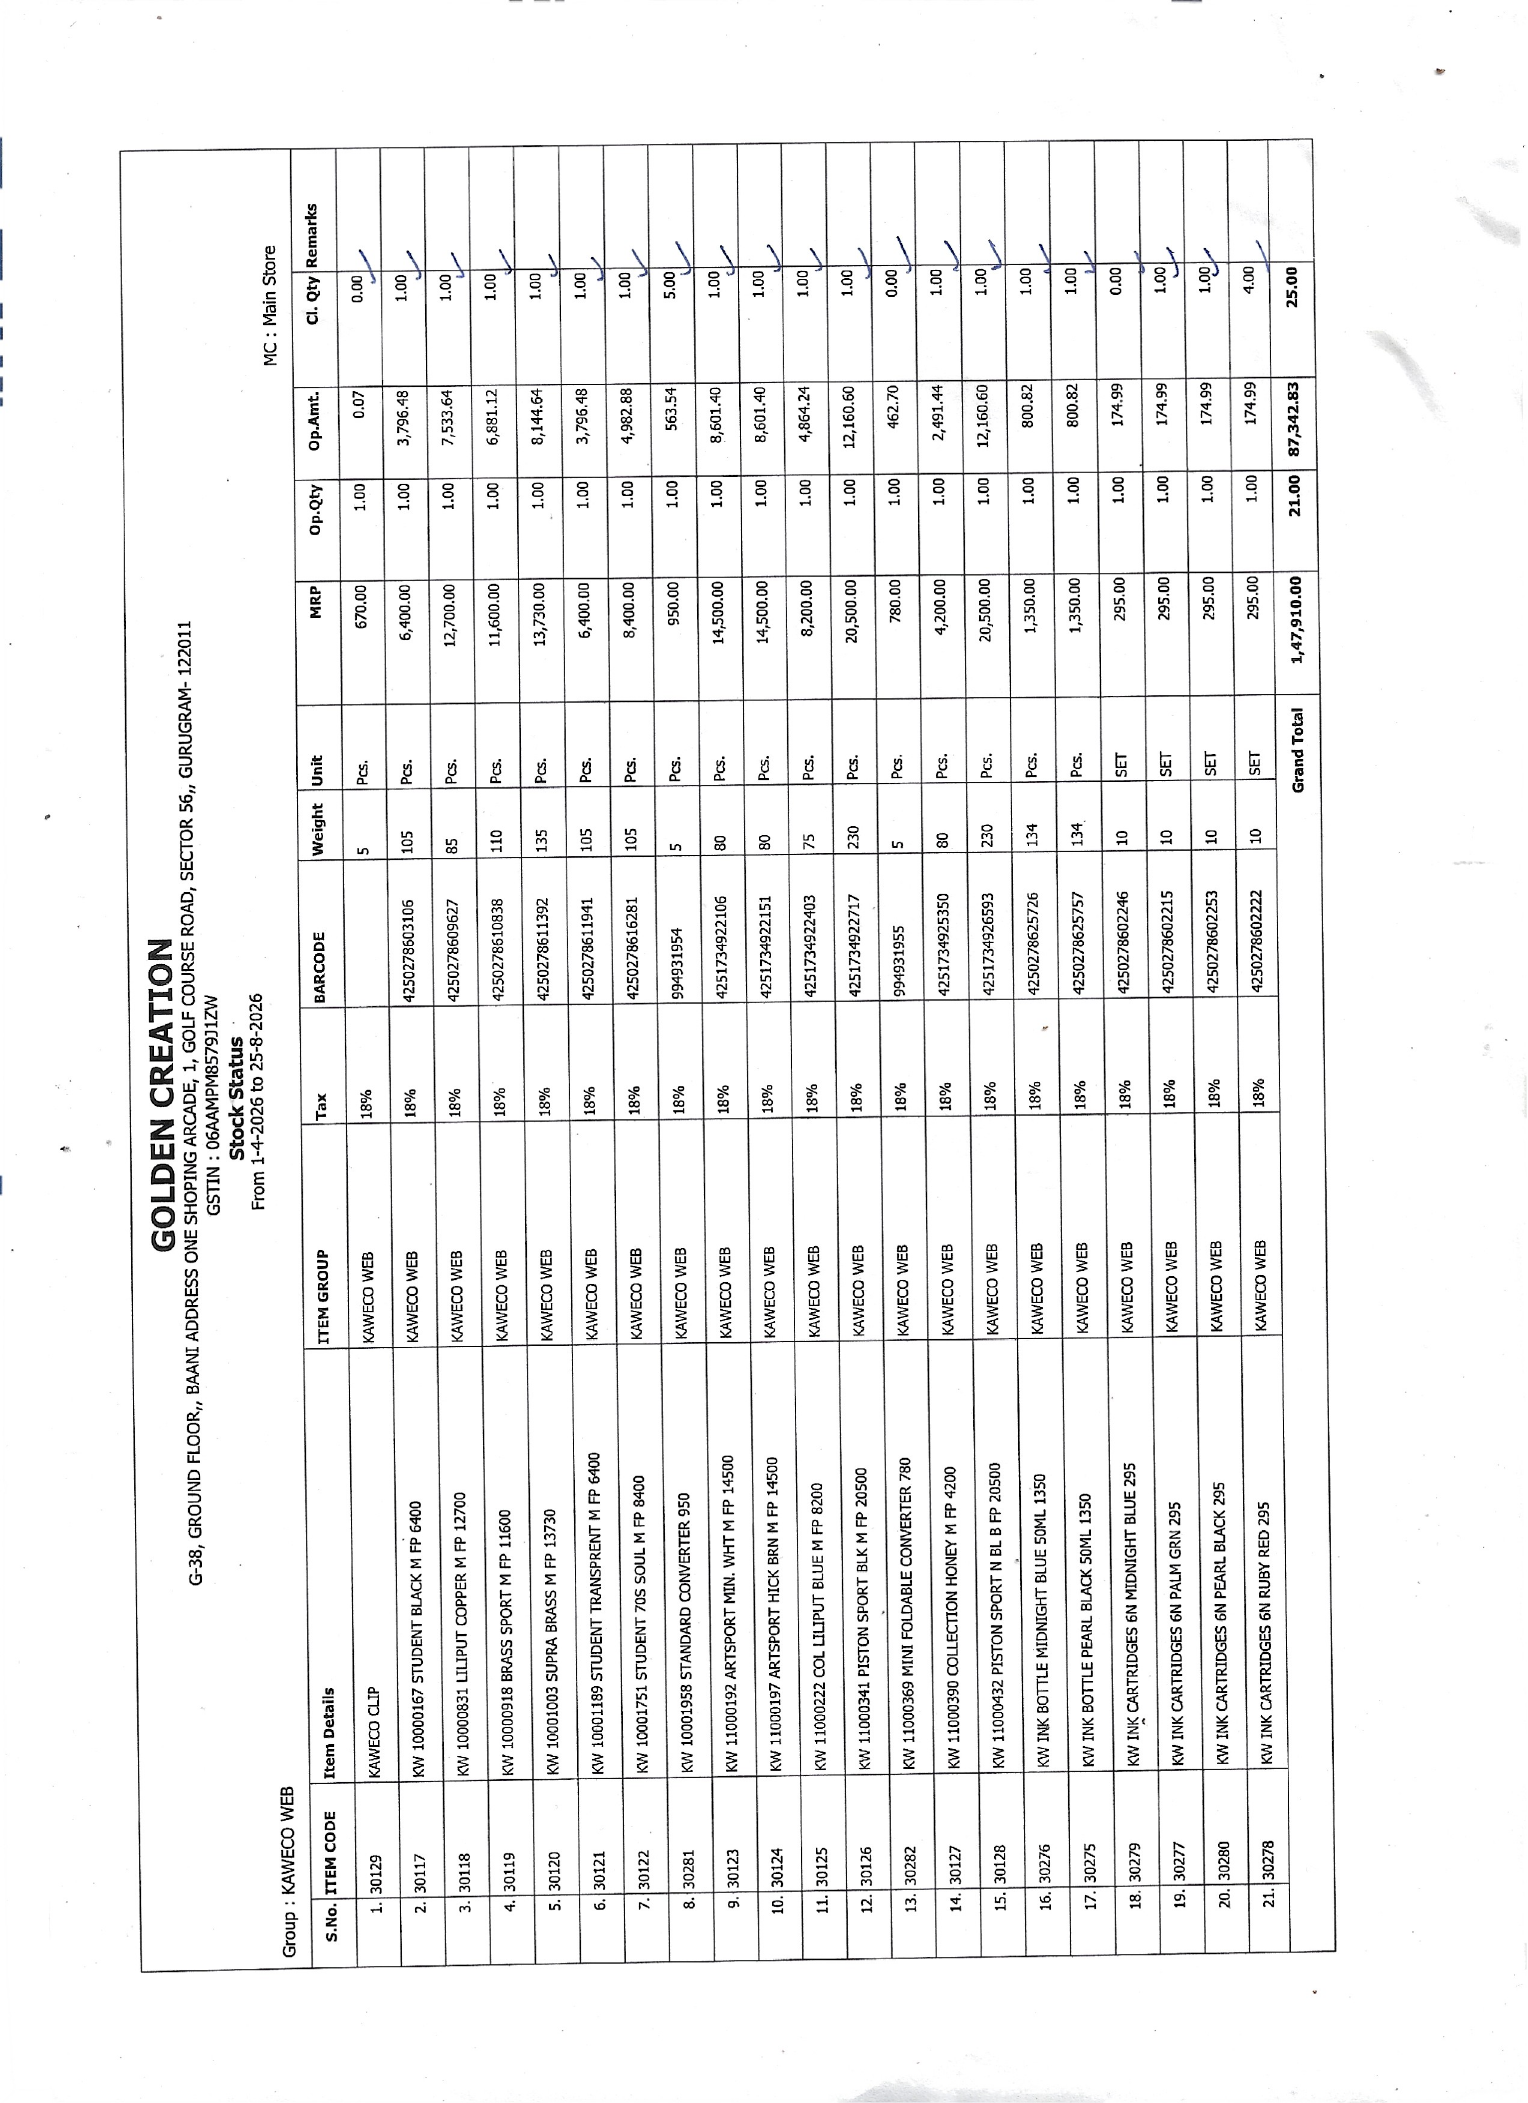 GOLDEN CREATION
G-38, GROUND FLOOR,, BAANI ADDRESS ONE SHOPING ARCADE, 1, GOLF COURSE ROAD, SECTOR 56,, GURUGRAM- 122011
GSTIN : 06AAMPM8579J1ZW
Stock Status
From 1-4-2026 to 25-8-2026
Group : KAWECO WEB MC : Main Store
S.No. ITEM CODE Item Details ITEM GROUP Tax BARCODE Weight Unit MRP Op.Qty Op.Amt. Cl. Qty Remarks
1. 30129 KAWECO CLIP KAWECO WEB 18% 5 Pcs. 670.00 1.00 0.07 0.00
2. 30117 KW 10000167 STUDENT BLACK M FP 6400 KAWECO WEB 18% 4250278603106 105 Pcs. 6,400.00 1.00 3,796.48 1.00
3. 30118 KW 10000831 LILIPUT COPPER M FP 12700 KAWECO WEB 18% 4250278609627 85 Pcs. 12,700.00 1.00 7,533.64 1.00
4. 30119 KW 10000918 BRASS SPORT M FP 11600 KAWECO WEB 18% 4250278610838 110 Pcs. 11,600.00 1.00 6,881.12 1.00
5. 30120 KW 10001003 SUPRA BRASS M FP 13730 KAWECO WEB 18% 4250278611392 135 Pcs. 13,730.00 1.00 8,144.64 1.00
6. 30121 KW 10001189 STUDENT TRANSPRENT M FP 6400 KAWECO WEB 18% 4250278611941 105 Pcs. 6,400.00 1.00 3,796.48 1.00
7. 30122 KW 10001751 STUDENT 70S SOUL M FP 8400 KAWECO WEB 18% 4250278616281 105 Pcs. 8,400.00 1.00 4,982.88 1.00
8. 30281 KW 10001958 STANDARD CONVERTER 950 KAWECO WEB 18% 994931954 5 Pcs. 950.00 1.00 563.54 5.00
9. 30123 KW 11000192 ARTSPORT MIN. WHT M FP 14500 KAWECO WEB 18% 4251734922106 80 Pcs. 14,500.00 1.00 8,601.40 1.00
10. 30124 KW 11000197 ARTSPORT HICK BRN M FP 14500 KAWECO WEB 18% 4251734922151 80 Pcs. 14,500.00 1.00 8,601.40 1.00
11. 30125 KW 11000222 COL LILIPUT BLUE M FP 8200 KAWECO WEB 18% 4251734922403 75 Pcs. 8,200.00 1.00 4,864.24 1.00
12. 30126 KW 11000341 PISTON SPORT BLK M FP 20500 KAWECO WEB 18% 4251734922717 230 Pcs. 20,500.00 1.00 12,160.60 1.00
13. 30282 KW 11000369 MINI FOLDABLE CONVERTER 780 KAWECO WEB 18% 994931955 5 Pcs. 780.00 1.00 462.70 0.00
14. 30127 KW 11000390 COLLECTION HONEY M FP 4200 KAWECO WEB 18% 4251734925350 80 Pcs. 4,200.00 1.00 2,491.44 1.00
15. 30128 KW 11000432 PISTON SPORT N BL B FP 20500 KAWECO WEB 18% 4251734926593 230 Pcs. 20,500.00 1.00 12,160.60 1.00
16. 30276 KW INK BOTTLE MIDNIGHT BLUE 50ML 1350 KAWECO WEB 18% 4250278625726 134 Pcs. 1,350.00 1.00 800.82 1.00
17. 30275 KW INK BOTTLE PEARL BLACK 50ML 1350 KAWECO WEB 18% 4250278625757 134 Pcs. 1,350.00 1.00 800.82 1.00
18. 30279 KW INK CARTRIDGES 6N MIDNIGHT BLUE 295 KAWECO WEB 18% 4250278602246 10 SET 295.00 1.00 174.99 0.00
19. 30277 KW INK CARTRIDGES 6N PALM GRN 295 KAWECO WEB 18% 4250278602215 10 SET 295.00 1.00 174.99 1.00
20. 30280 KW INK CARTRIDGES 6N PEARL BLACK 295 KAWECO WEB 18% 4250278602253 10 SET 295.00 1.00 174.99 1.00
21. 30278 KW INK CARTRIDGES 6N RUBY RED 295 KAWECO WEB 18% 4250278602222 10 SET 295.00 1.00 174.99 4.00
Grand Total 1,47,910.00 21.00 87,342.83 25.00